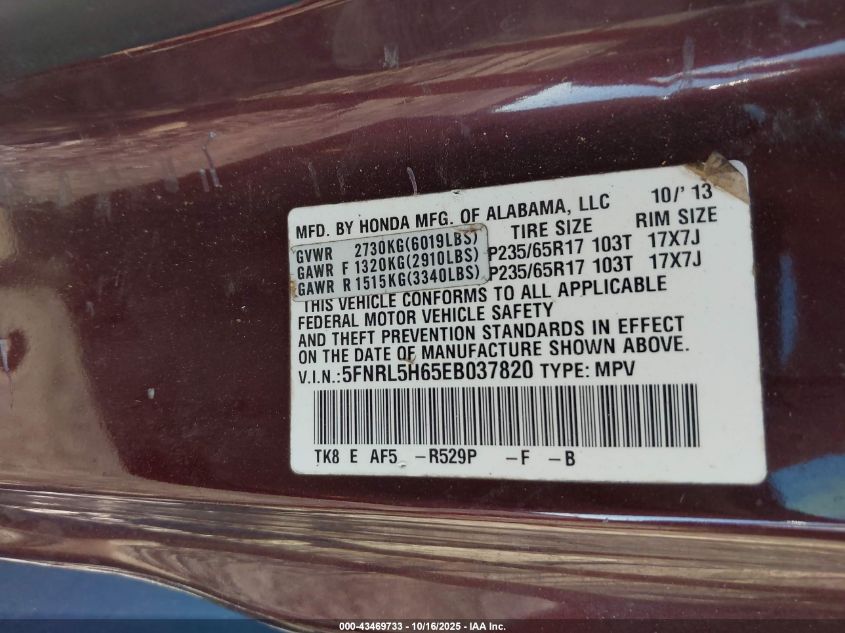 MFD. BY HONDA MFG. OF ALABAMA, LLC 10/'13
TIRE SIZE RIM SIZE
GVWR 2730KG(6019LBS)
GAWR F 1320KG(2910LBS) P235/65R17 103T 17X7J
GAWR R 1515KG(3340LBS) P235/65R17 103T 17X7J
THIS VEHICLE CONFORMS TO ALL APPLICABLE
FEDERAL MOTOR VEHICLE SAFETY
AND THEFT PREVENTION STANDARDS IN EFFECT
ON THE DATE OF MANUFACTURE SHOWN ABOVE.
V.I.N.:5FNRL5H65EB037820 TYPE: MPV
TK8 E AF5 -R529P -F -B
000-43469733 - 10/16/2025 - IAA Inc.